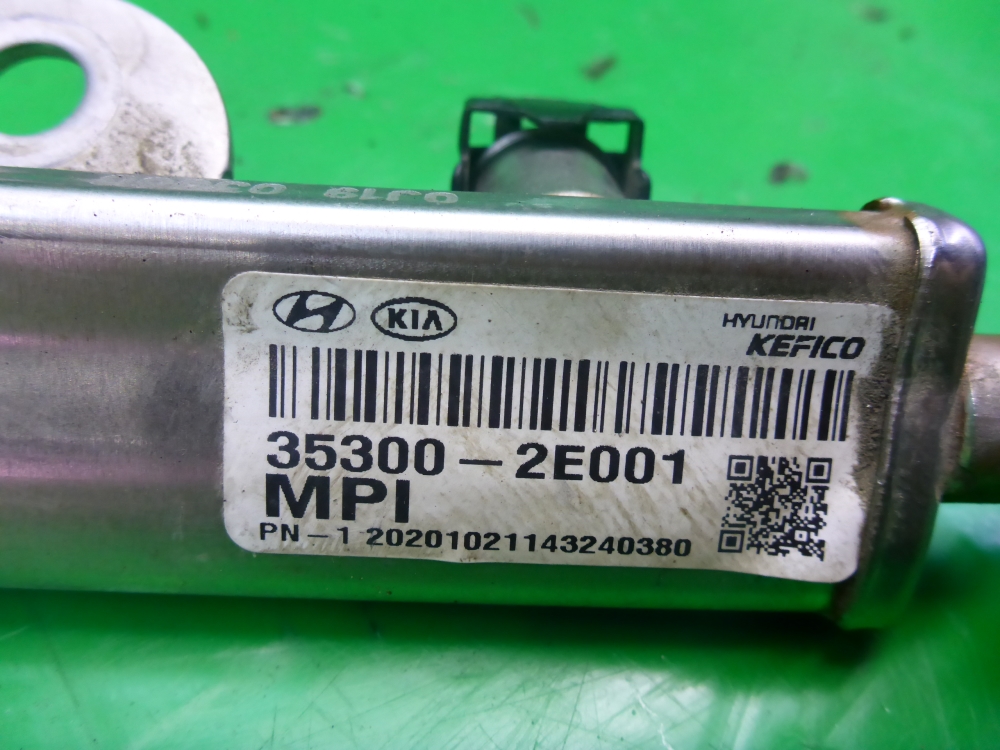 KIA
HYUNDAI
KEFICO
35300-2E001
MPI
PN-1 20201021143240380